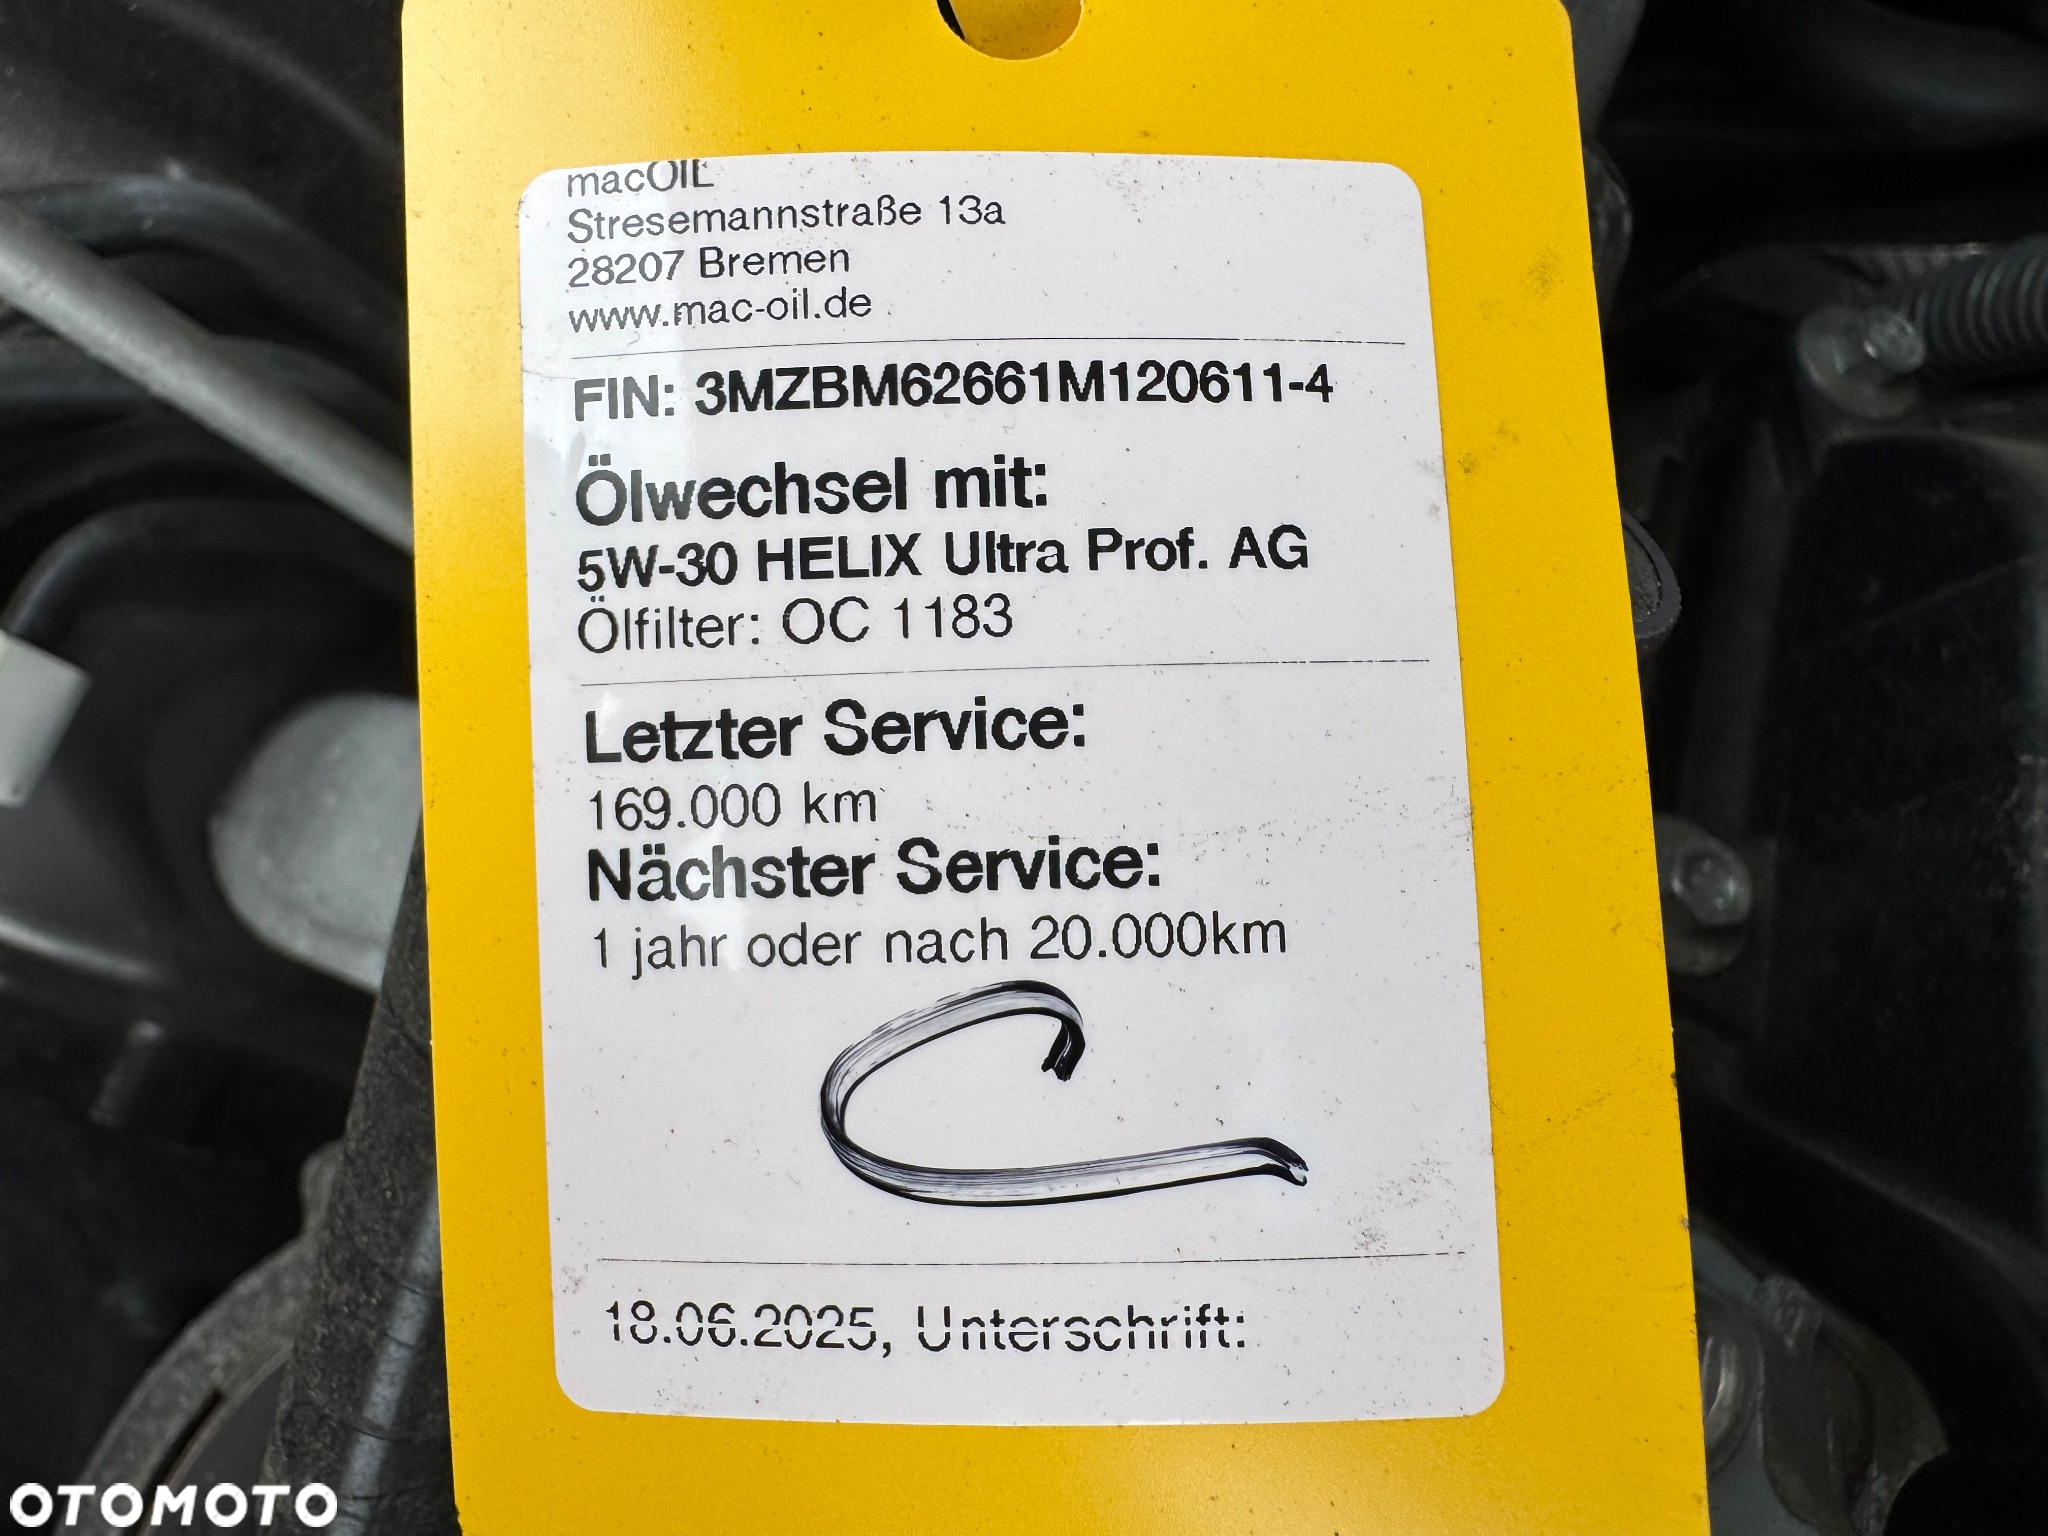 macOIL
Stresemannstraße 13a
28207 Bremen
www.mac-oil.de
FIN: 3MZBM62661M120611-4
Ölwechsel mit:
5W-30 HELIX Ultra Prof. AG
Ölfilter: OC 1183
Letzter Service:
169.000 km
Nächster Service:
1 jahr oder nach 20.000km
18.06.2025, Unterschrift:
OTOMOTO